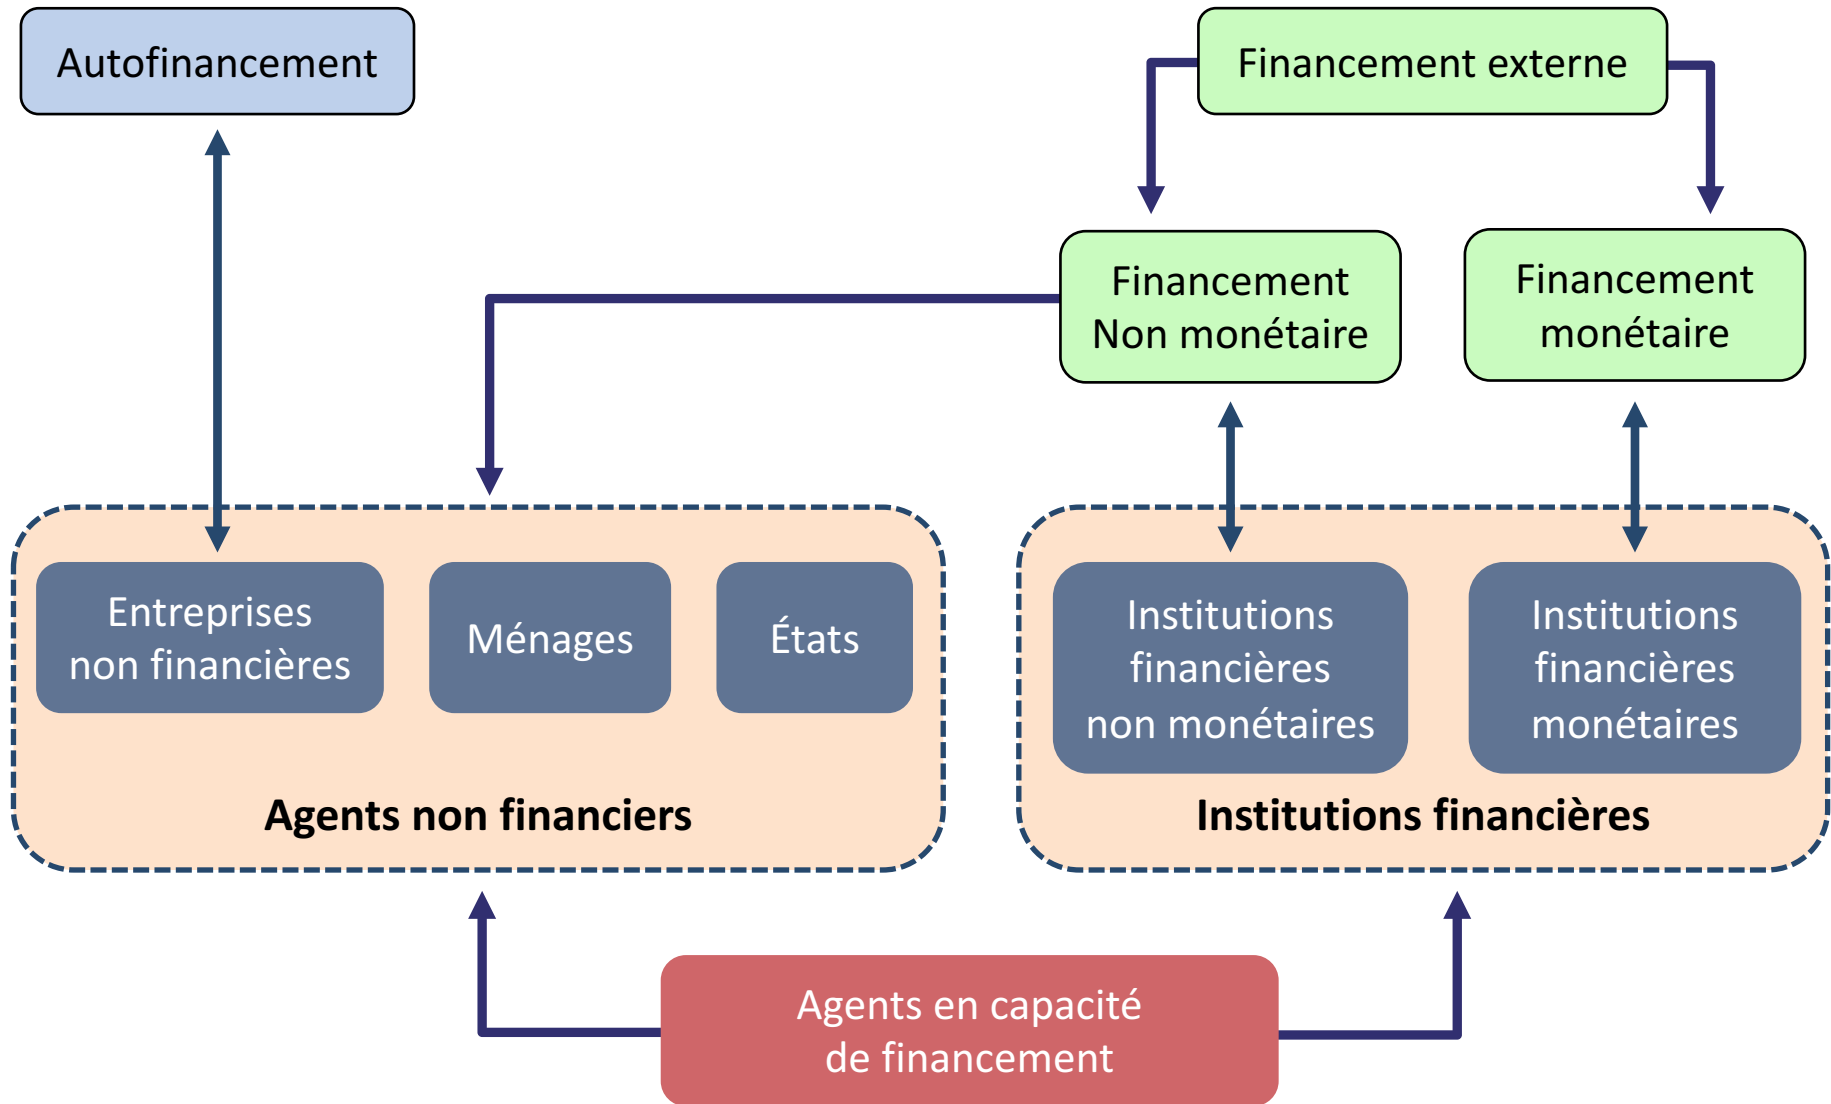 Autofinancement
Financement externe
Financement
Non monétaire
Financement
monétaire
Entreprises
non financières
Ménages
États
Institutions
financières
non monétaires
Institutions
financières
monétaires
Agents non financiers
Institutions financières
Agents en capacité
de financement